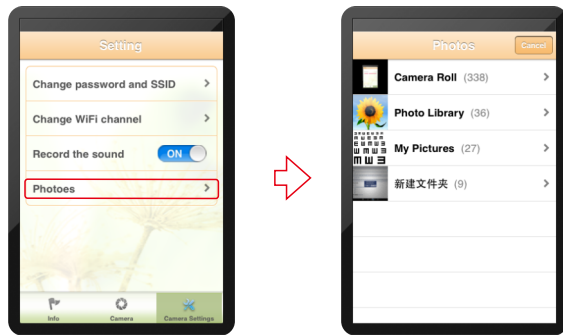 Setting
Change password and SSID
Change WiFi channel
Record the sound ON
Photoes
Info Camera Camera Settings
Photos Cancel
Camera Roll (338)
Photo Library (36)
My Pictures (27)
新建文件夹 (9)